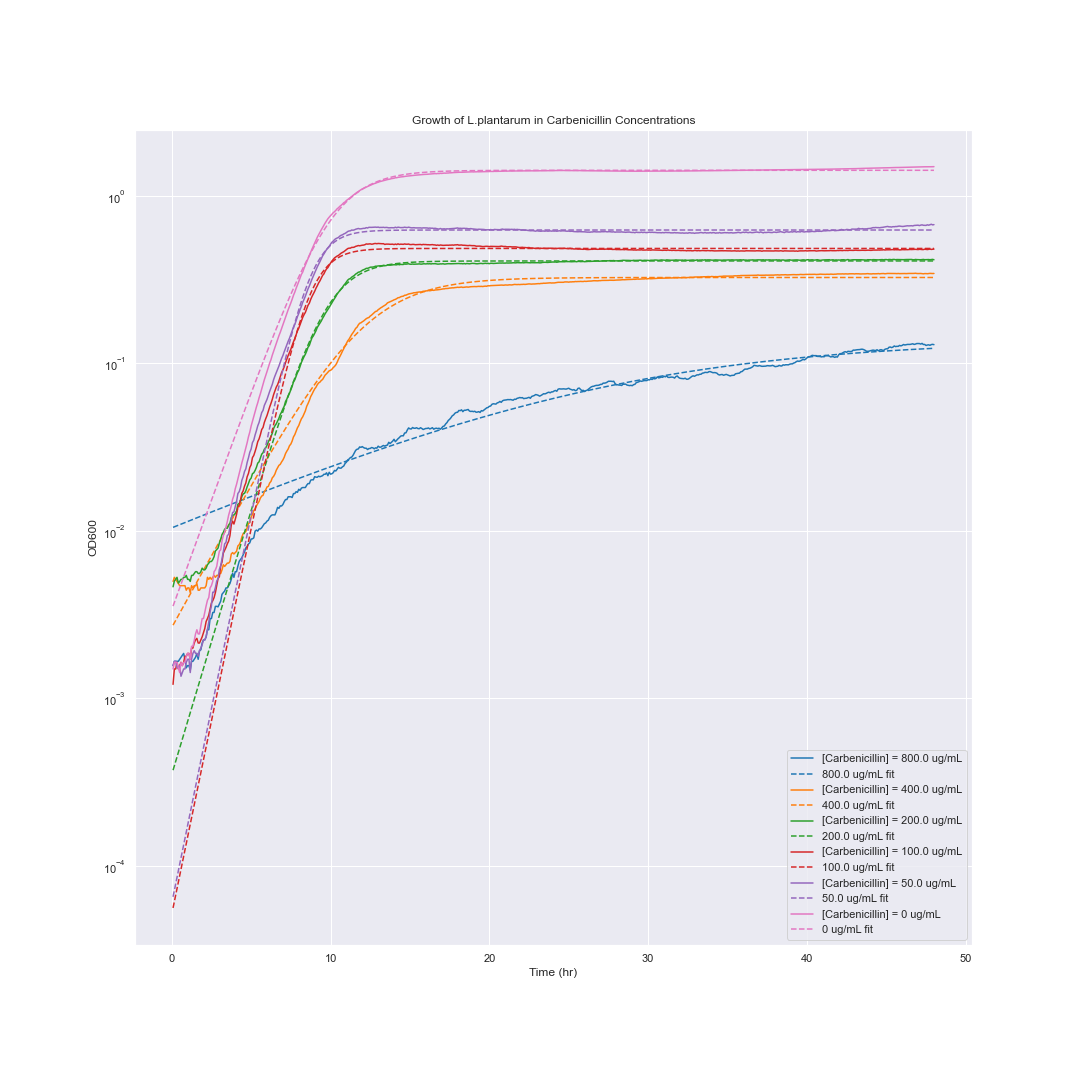 Growth of L.plantarum in Carbenicillin Concentrations
OD600
10⁰
10⁻¹
10⁻²
10⁻³
10⁻⁴
0 10 20 30 40 50
Time (hr)
[Carbenicillin] = 800.0 ug/mL
800.0 ug/mL fit
[Carbenicillin] = 400.0 ug/mL
400.0 ug/mL fit
[Carbenicillin] = 200.0 ug/mL
200.0 ug/mL fit
[Carbenicillin] = 100.0 ug/mL
100.0 ug/mL fit
[Carbenicillin] = 50.0 ug/mL
50.0 ug/mL fit
[Carbenicillin] = 0 ug/mL
0 ug/mL fit